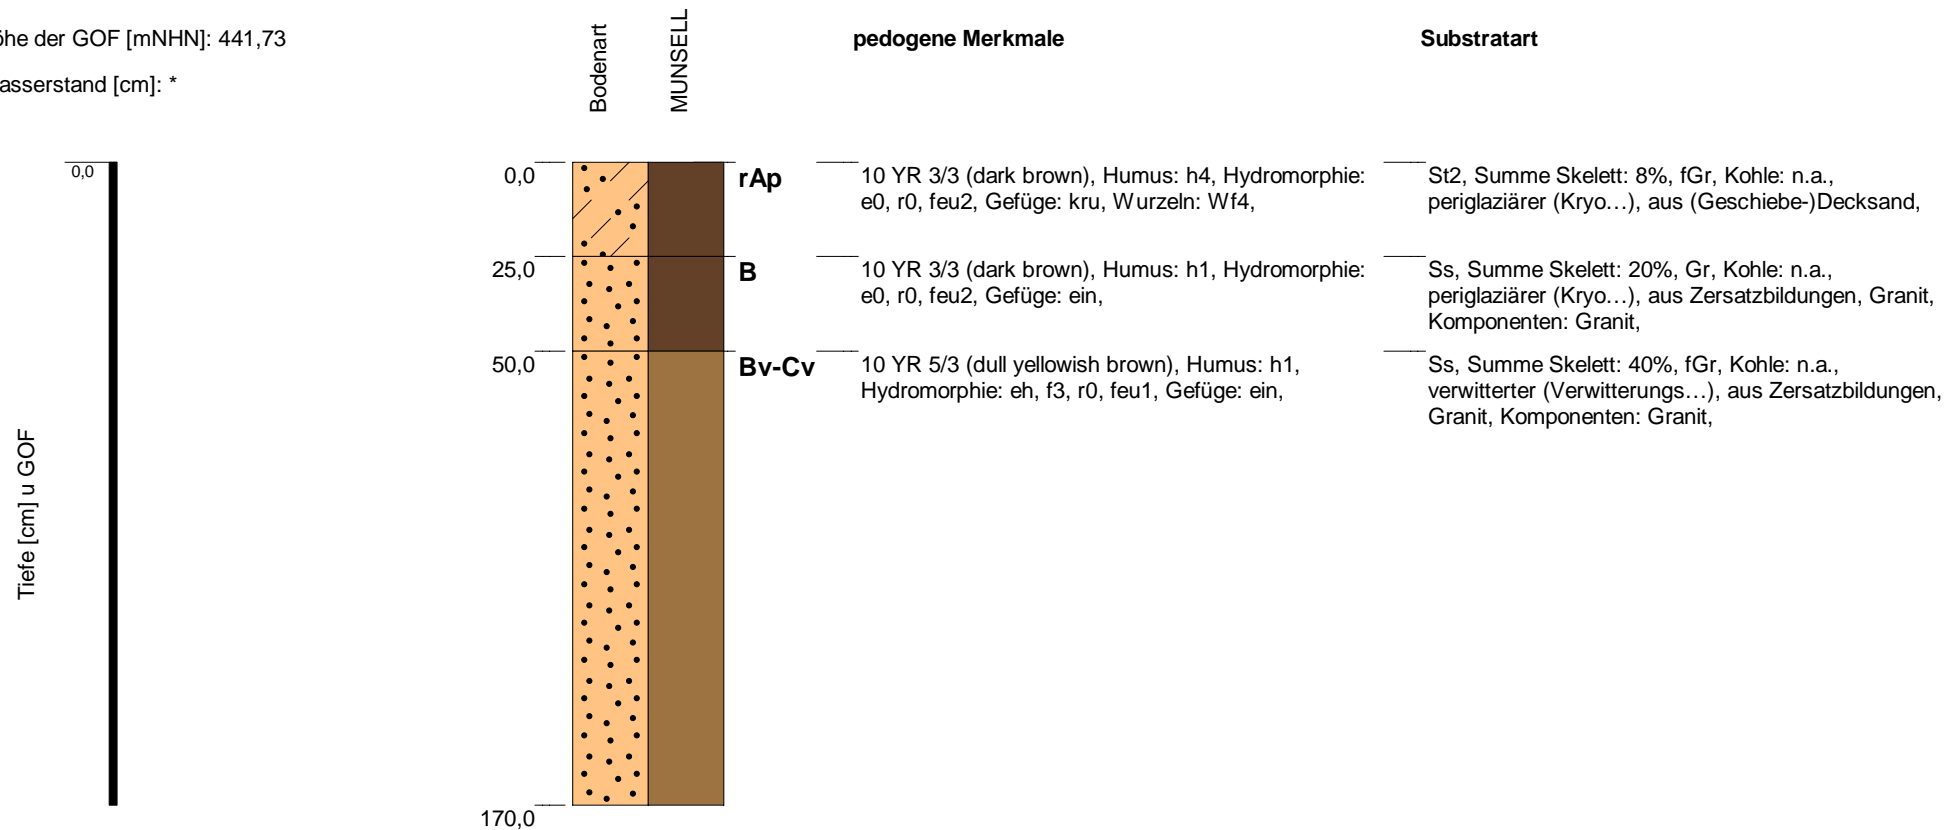 öhe der GOF [mNHN]: 441,73
asserstand [cm]: *
Bodenart
MUNSELL
pedogene Merkmale
Substratart
Tiefe [cm] u GOF
0,0
0,0
rAp
10 YR 3/3 (dark brown), Humus: h4, Hydromorphie:
e0, r0, feu2, Gefüge: kru, Wurzeln: Wf4,
St2, Summe Skelett: 8%, fGr, Kohle: n.a.,
periglaziärer (Kryo…), aus (Geschiebe-)Decksand,
25,0
B
10 YR 3/3 (dark brown), Humus: h1, Hydromorphie:
e0, r0, feu2, Gefüge: ein,
Ss, Summe Skelett: 20%, Gr, Kohle: n.a.,
periglaziärer (Kryo…), aus Zersatzbildungen, Granit,
Komponenten: Granit,
50,0
Bv-Cv
10 YR 5/3 (dull yellowish brown), Humus: h1,
Hydromorphie: eh, f3, r0, feu1, Gefüge: ein,
Ss, Summe Skelett: 40%, fGr, Kohle: n.a.,
verwitterter (Verwitterungs…), aus Zersatzbildungen,
Granit, Komponenten: Granit,
170,0